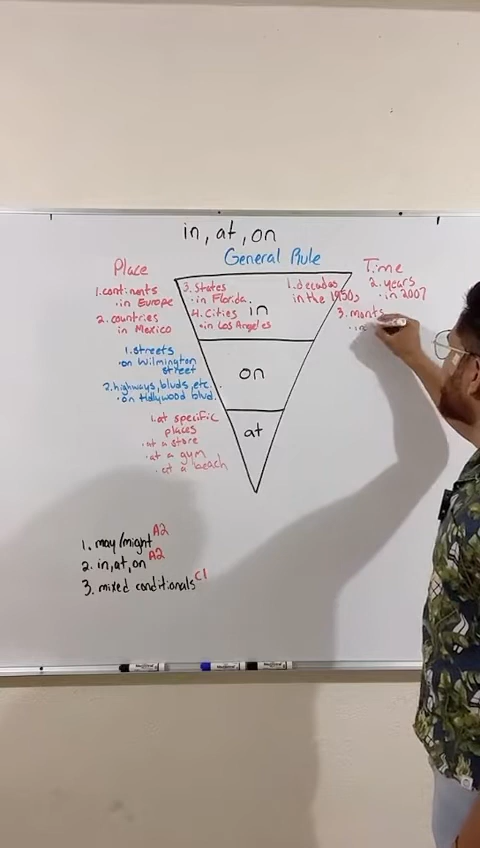 in, at, on
General Rule
Place
1. continents
· in Europe
2. countries
in Mexico
3. States
· in Florida
4. Cities
· in Los Angeles
in
1. decades
in the 1950s
Time
2. years
· in 2007
3. monts
· in
1. streets
· on Wilmington
street
2. highways, blvds, etc.
· on Hollywood blvd.
on
1. at specific
places
· at a store
· at a gym
· at a beach
at
1. may/might A2
2. in, at, on A2
3. mixed conditionals C1